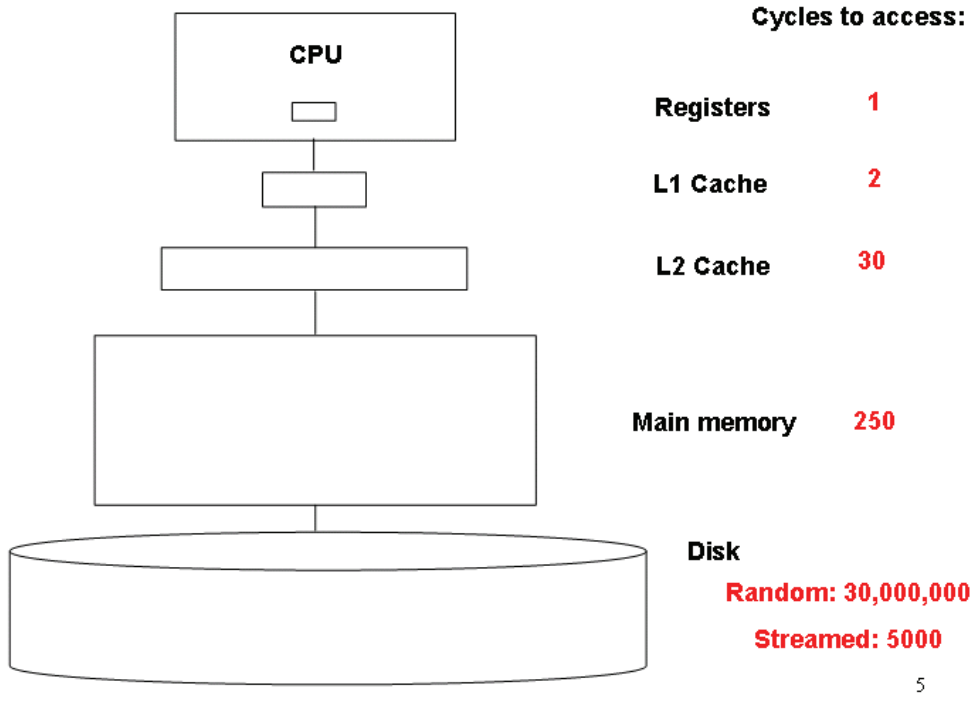 Cycles to access:
CPU
Registers 1
L1 Cache 2
L2 Cache 30
Main memory 250
Disk
Random: 30,000,000
Streamed: 5000
5